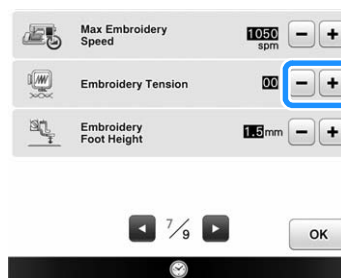 Max Embroidery
Speed
1050
spm
− +
Embroidery Tension
00
− +
Embroidery
Foot Height
1.5mm
− +
7/9
OK